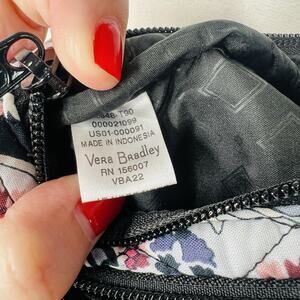 000021099
US01-000091
MADE IN INDONESIA
Vera Bradley
RN 156007
VBA22